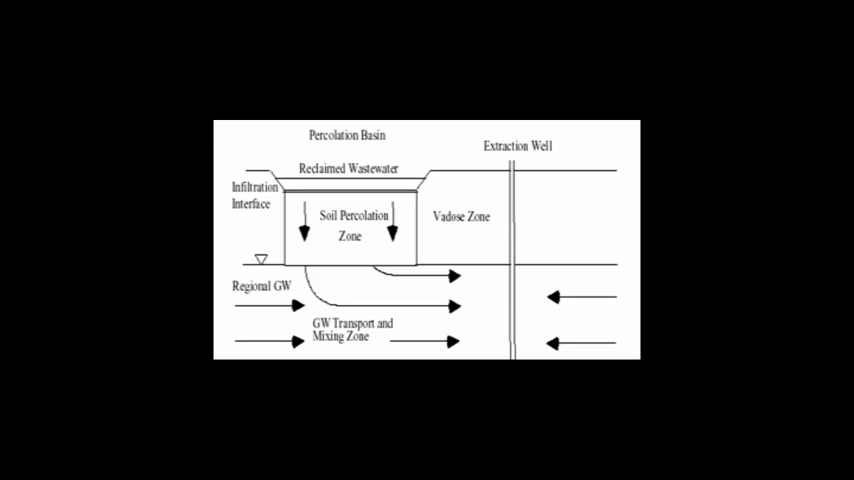 Percolation Basin
Extraction Well
Reclaimed Wastewater
Infiltration
Interface
Soil Percolation
Zone
Vadose Zone
Regional GW
GW Transport and
Mixing Zone